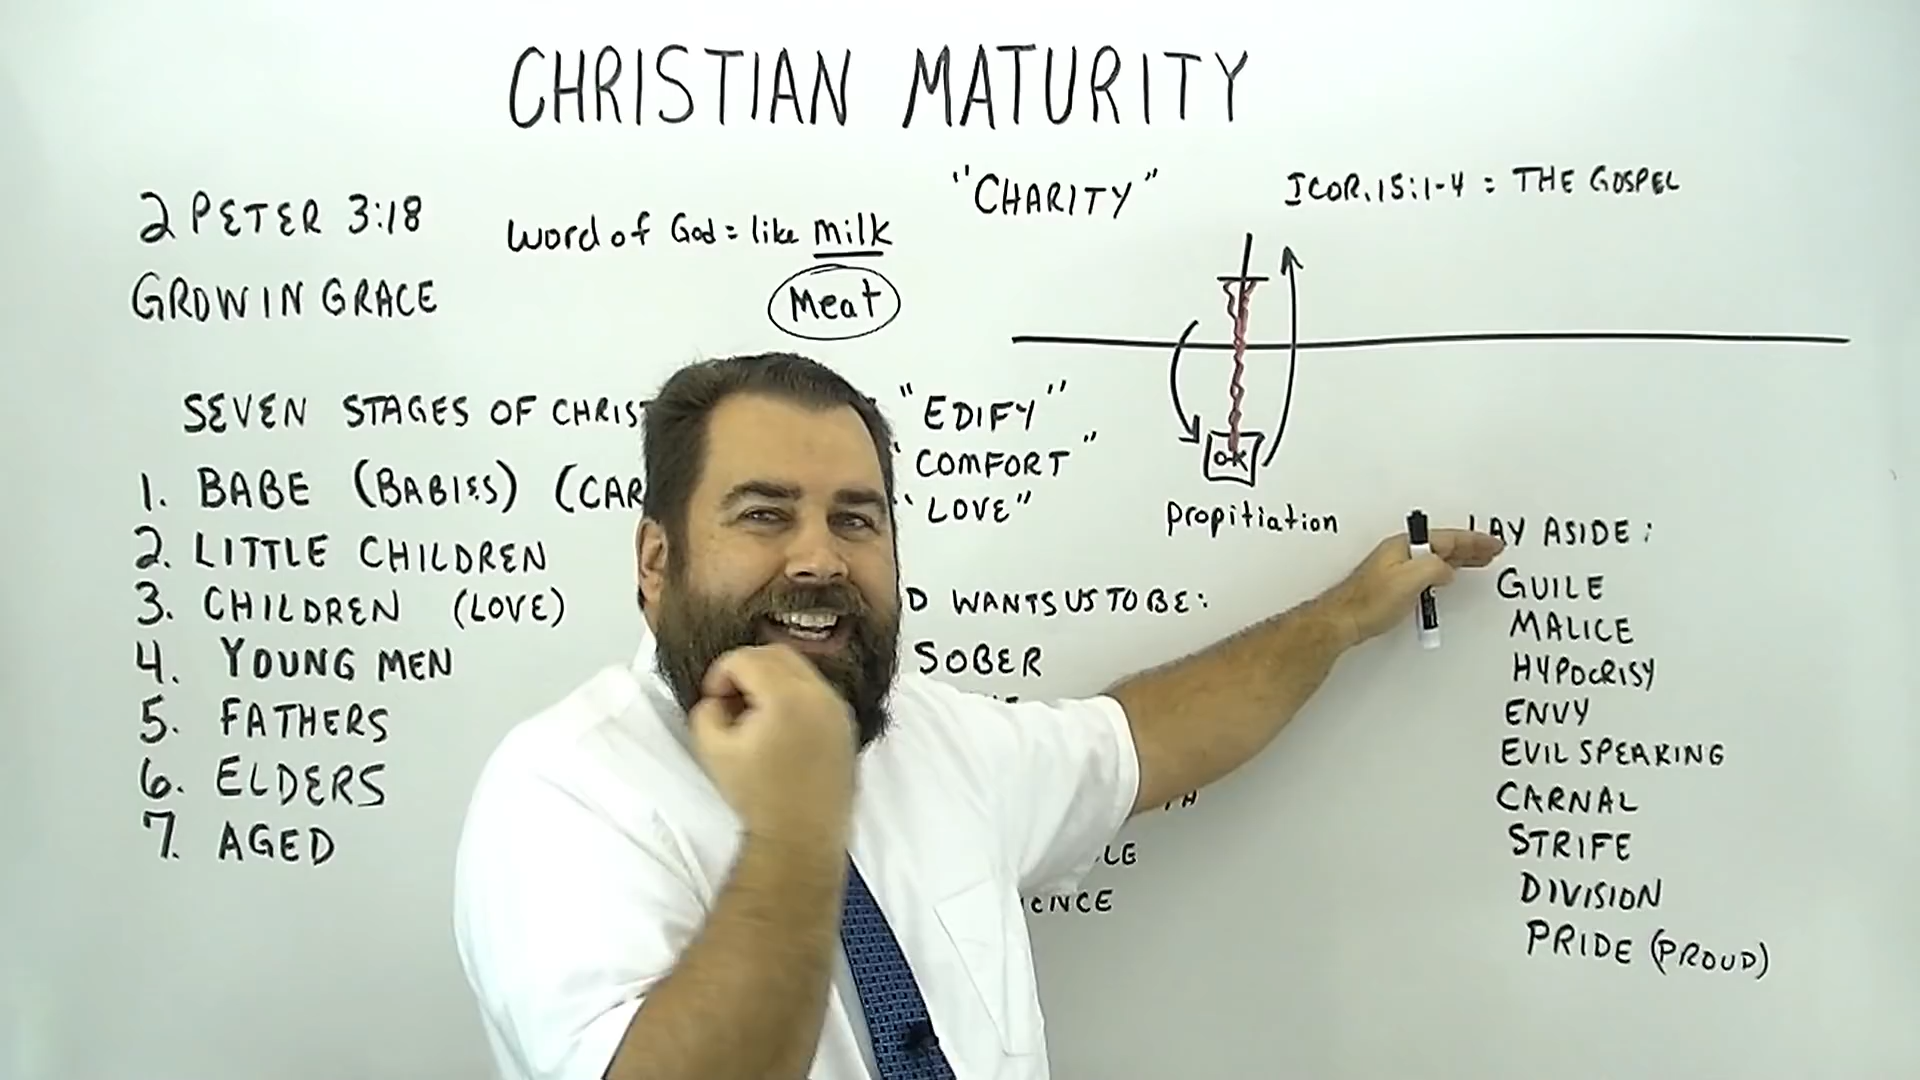 CHRISTIAN MATURITY
2 PETER 3:18
GROW IN GRACE
Word of God = like milk
Meat
"CHARITY"
1 COR. 15:1-4 = THE GOSPEL
SEVEN STAGES OF CHRIS
1. BABE (BABIES) (CAR
2. LITTLE CHILDREN
3. CHILDREN (LOVE)
4. YOUNG MEN
5. FATHERS
6. ELDERS
7. AGED
"EDIFY"
"COMFORT"
"LOVE"
OK
Propitiation
D WANTS US TO BE:
SOBER
LAY ASIDE:
GUILE
MALICE
HYPOCRISY
ENVY
EVIL SPEAKING
CARNAL
STRIFE
DIVISION
PRIDE (PROUD)